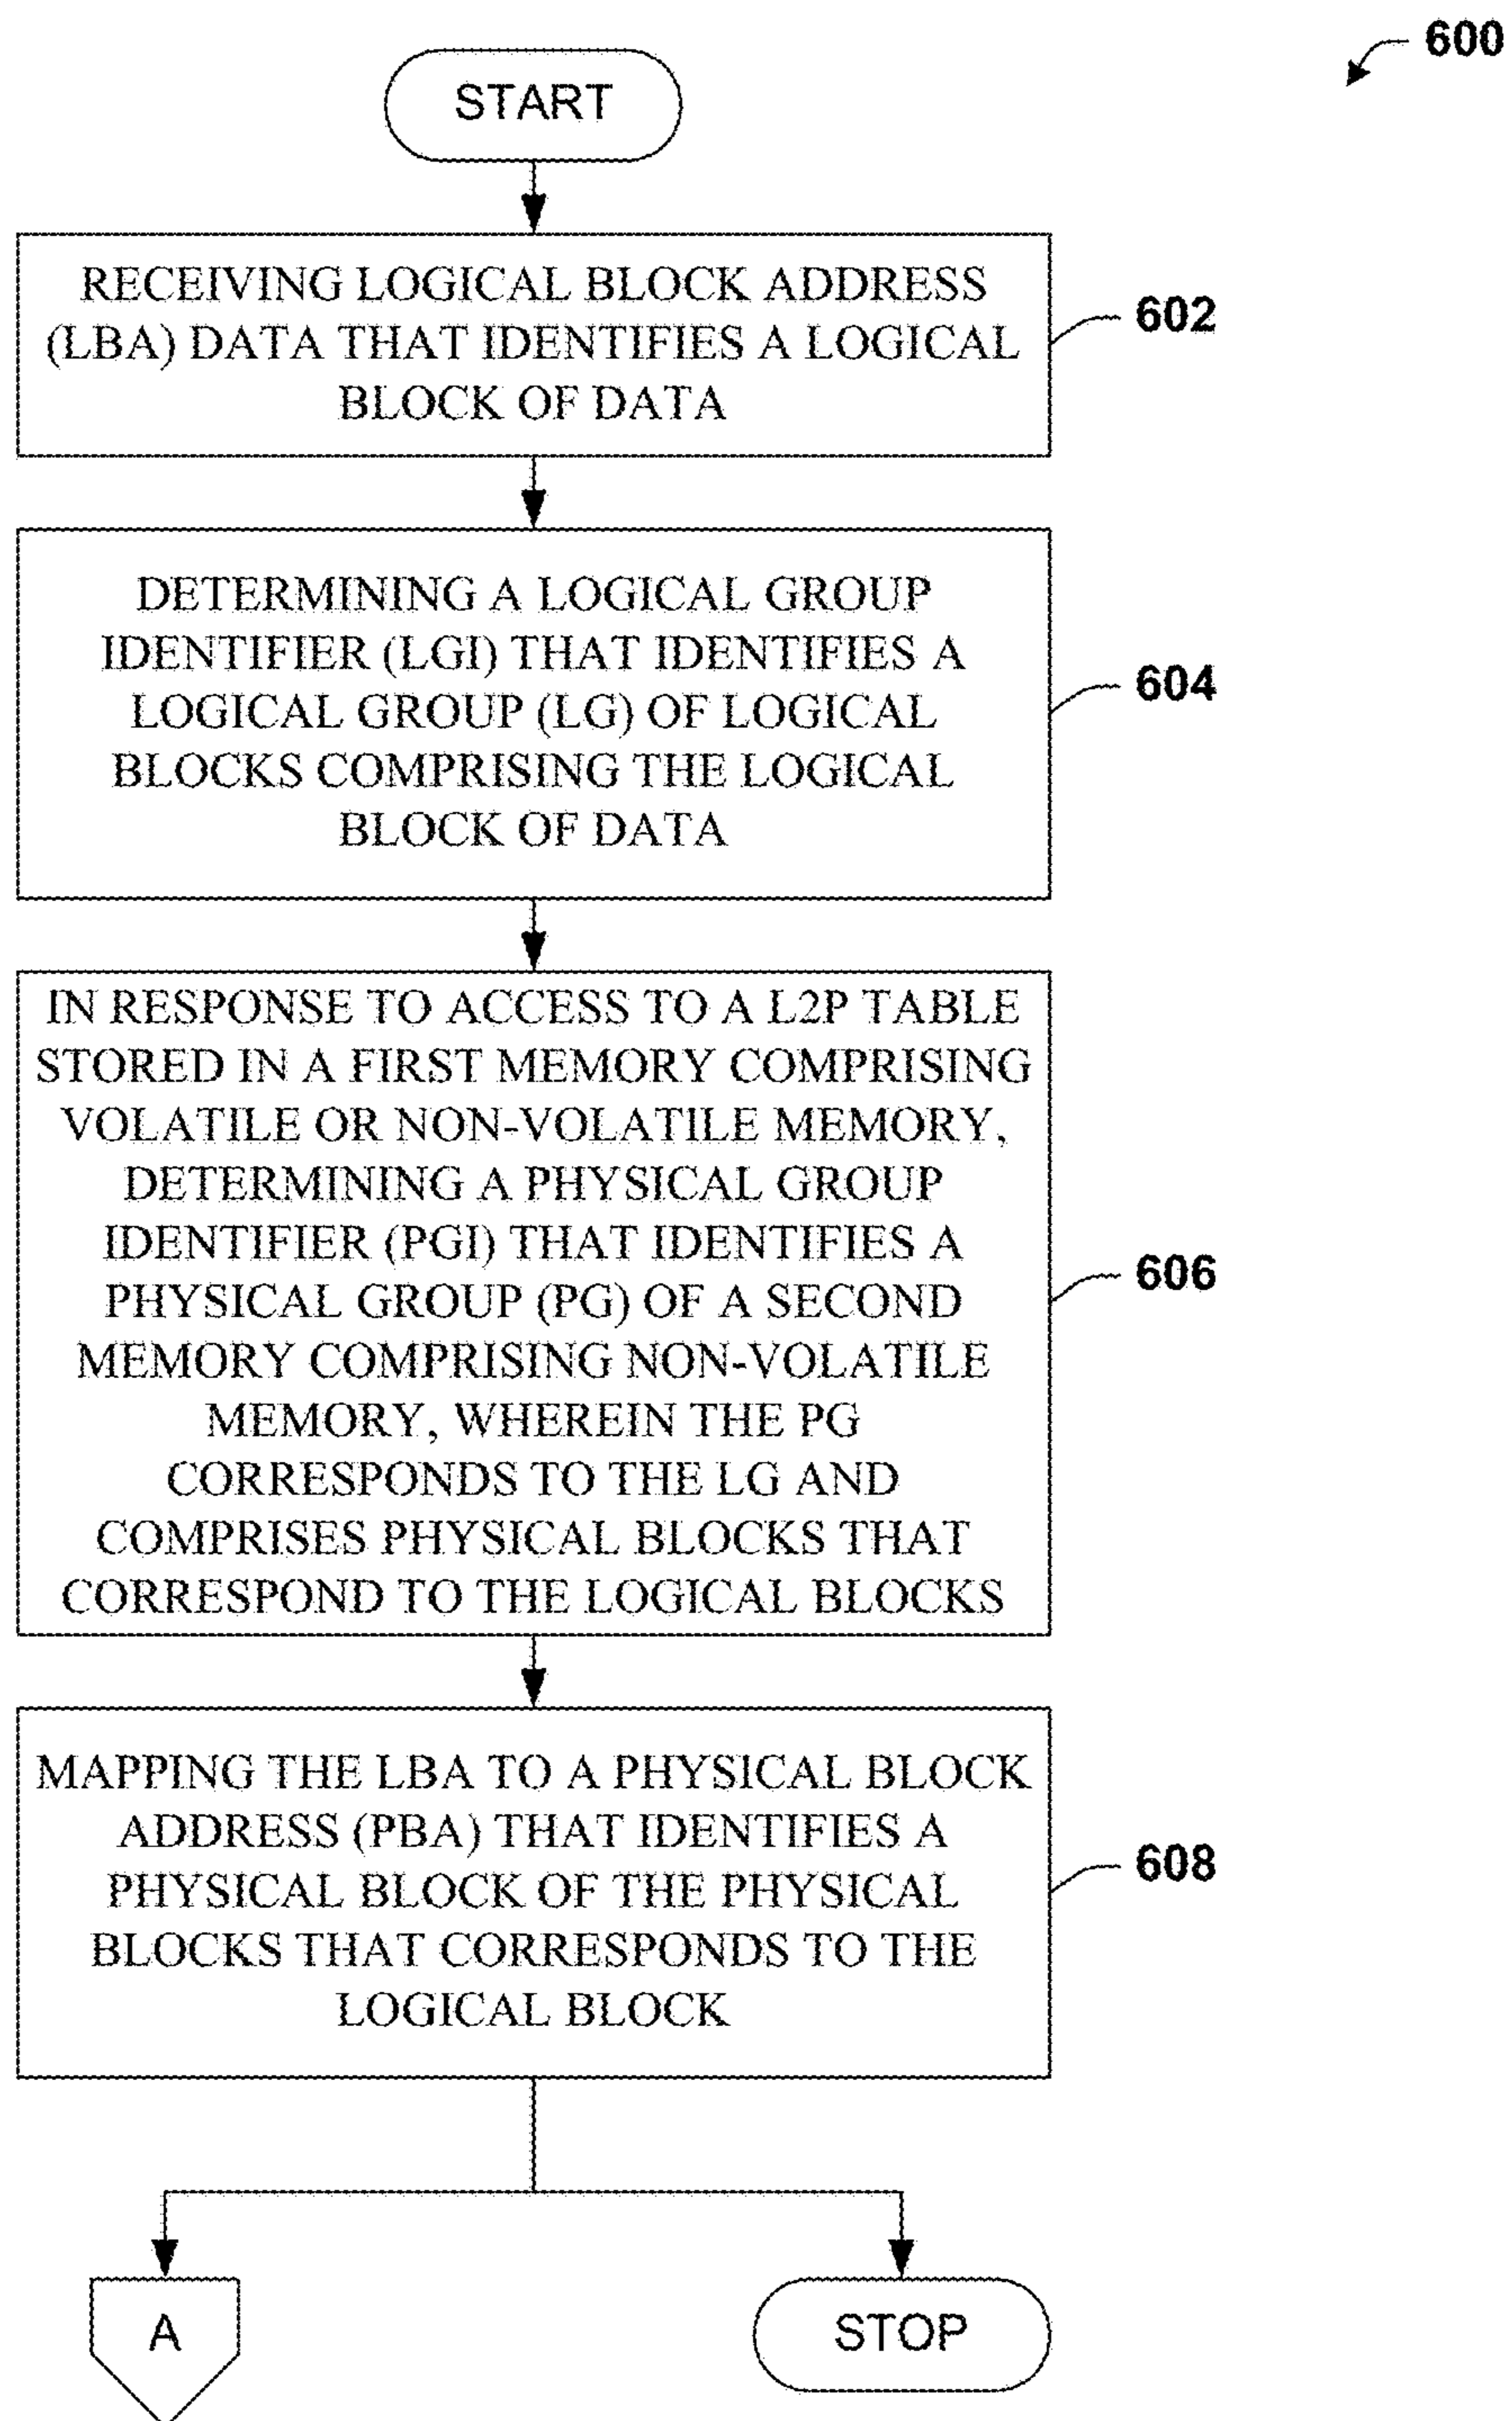 600
START
RECEIVING LOGICAL BLOCK ADDRESS
(LBA) DATA THAT IDENTIFIES A LOGICAL
BLOCK OF DATA
602
DETERMINING A LOGICAL GROUP
IDENTIFIER (LGI) THAT IDENTIFIES A
LOGICAL GROUP (LG) OF LOGICAL
BLOCKS COMPRISING THE LOGICAL
BLOCK OF DATA
604
IN RESPONSE TO ACCESS TO A L2P TABLE
STORED IN A FIRST MEMORY COMPRISING
VOLATILE OR NON-VOLATILE MEMORY,
DETERMINING A PHYSICAL GROUP
IDENTIFIER (PGI) THAT IDENTIFIES A
PHYSICAL GROUP (PG) OF A SECOND
MEMORY COMPRISING NON-VOLATILE
MEMORY, WHEREIN THE PG
CORRESPONDS TO THE LG AND
COMPRISES PHYSICAL BLOCKS THAT
CORRESPOND TO THE LOGICAL BLOCKS
606
MAPPING THE LBA TO A PHYSICAL BLOCK
ADDRESS (PBA) THAT IDENTIFIES A
PHYSICAL BLOCK OF THE PHYSICAL
BLOCKS THAT CORRESPONDS TO THE
LOGICAL BLOCK
608
A
STOP